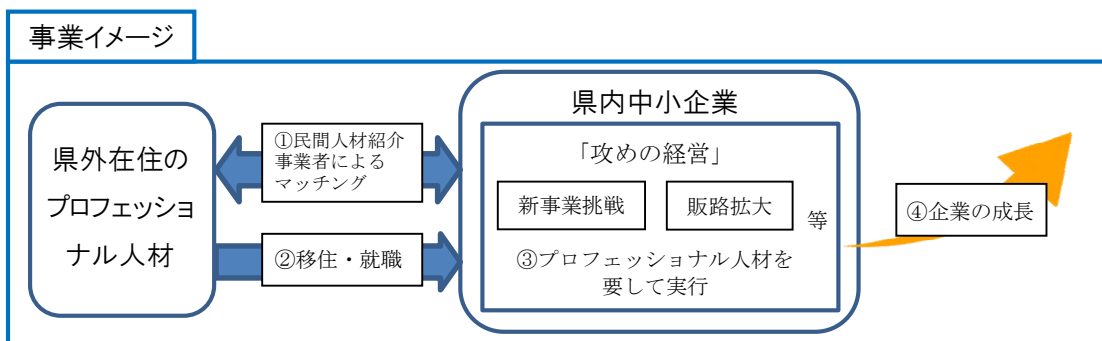 事業イメージ
県外在住の
プロフェッショ
ナル人材
①民間人材紹介
事業者による
マッチング
②移住・就職
県内中小企業
「攻めの経営」
新事業挑戦
販路拡大
等
③プロフェッショナル人材を
要して実行
④企業の成長